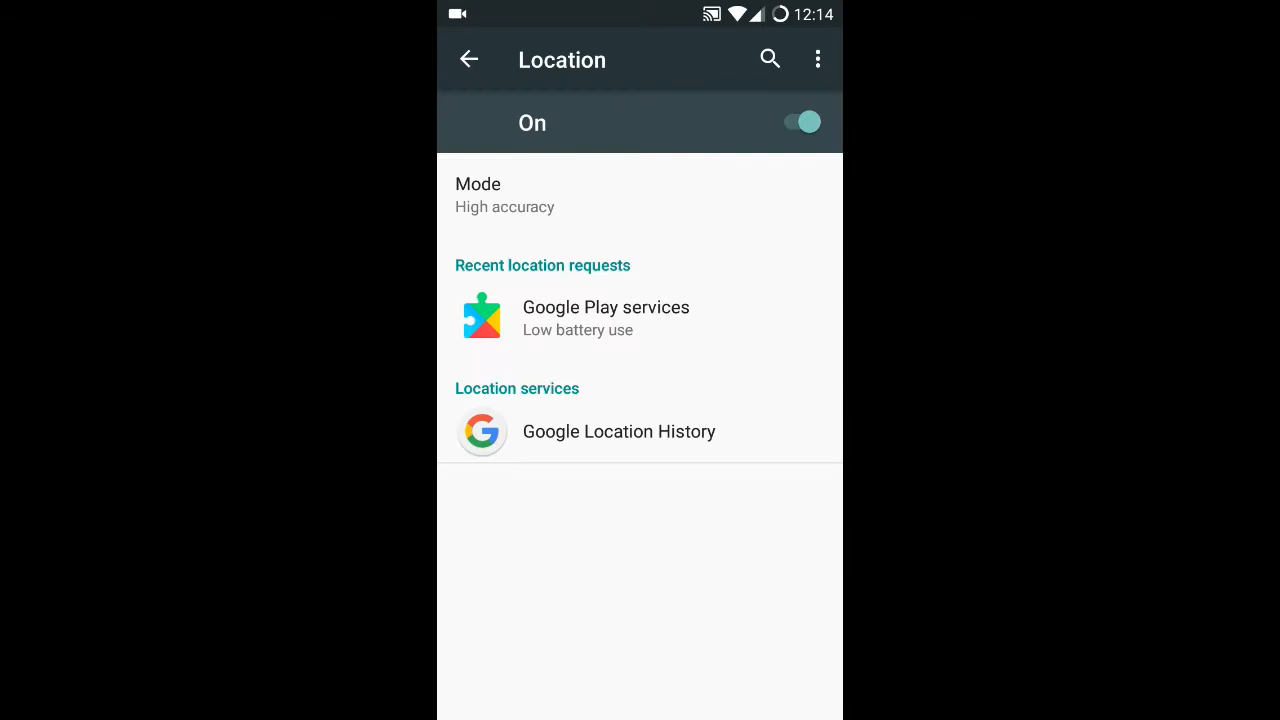 12:14
Location
On
Mode
High accuracy
Recent location requests
Google Play services
Low battery use
Location services
Google Location History